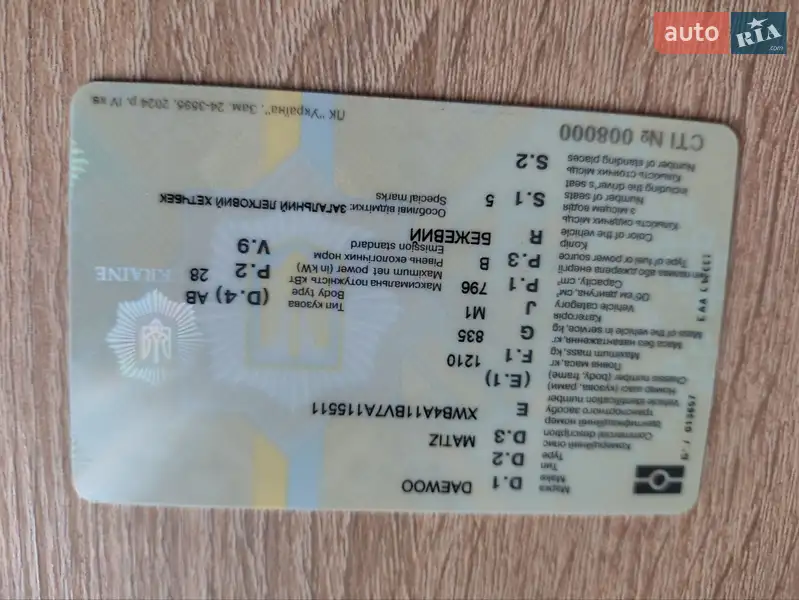 auto RIA.com
D.1 DAEWOO
Марка
Make
D.2
Тип
Type
D.3 MATIZ
Комерційний опис
Commercial description
E XWB4A11BV7A115511
Ідентифікаційний номер
транспортного засобу
Vehicle identification number
(E.1)
Номер шасі (кузова, рами)
Chassis number (body, frame)
F.1 1210
Повна маса, кг
Maximum mass, kg
G 835
Маса без навантаження, кг
Mass of the vehicle in service, kg
J M1
Категорія
Vehicle category
P.1 796
Об'єм двигуна, см³
Capacity, cm³
P.3 B
Тип палива або джерела енергії
Type of fuel or power source
R БЕЖЕВИЙ
Колір
Color of the vehicle
S.1 5
Кількість сидячих місць
з місцем водія
Number of seats
including the driver's seat
S.2
Кількість стоячих місць
Number of standing places
(D.4) AB
Тип кузова
Body type
P.2 28
Максимальна потужність кВт
Maximum net power (in kW)
V.9
Рівень екологічних норм
Emission standard
Особливі відмітки: ЗАГАЛЬНИЙ ЛЕГКОВИЙ ХЕТЧБЕК
Special marks
СТІ № 008000
ПК "Україна". Зам. 24-3595, 2024 р. IV кв
UKRAINE